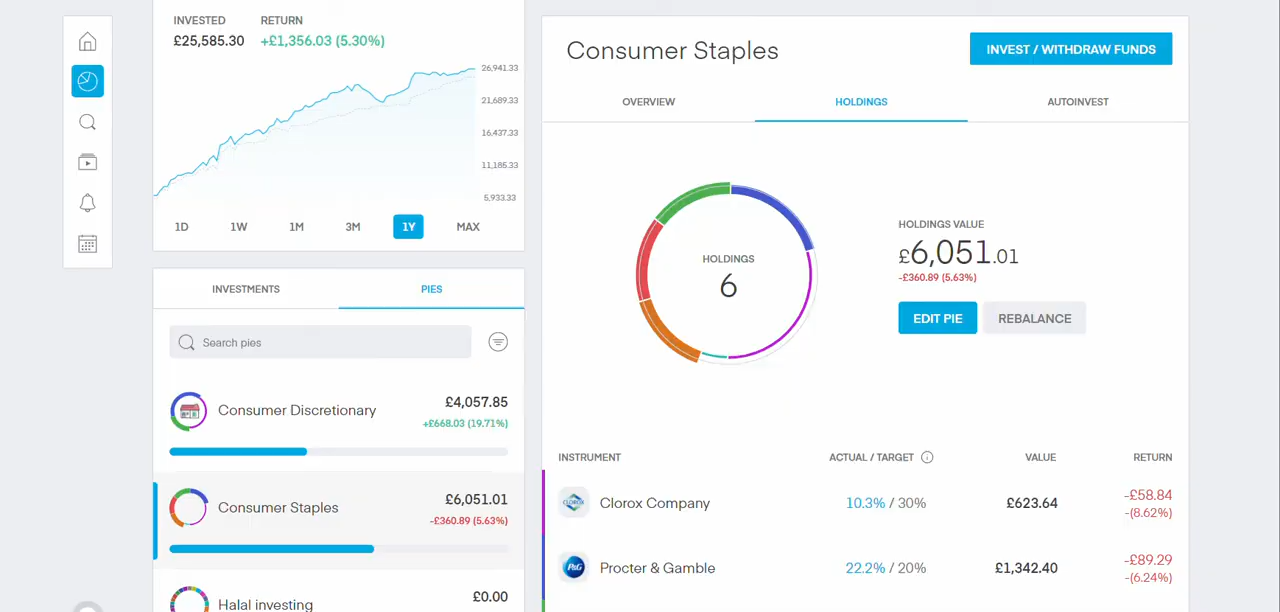 INVESTED RETURN
£25,585.30 +£1,356.03 (5.30%)
26,941.33
21,689.33
16,437.33
11,185.33
5,933.33
1D 1W 1M 3M 1Y MAX
INVESTMENTS PIES
Search pies
Consumer Discretionary £4,057.85
+£668.03 (19.71%)
Consumer Staples £6,051.01
-£360.89 (5.63%)
Halal investing £0.00
Consumer Staples INVEST / WITHDRAW FUNDS
OVERVIEW HOLDINGS AUTOINVEST
HOLDINGS
6
HOLDINGS VALUE
£6,051.01
-£360.89 (5.63%)
EDIT PIE REBALANCE
INSTRUMENT ACTUAL / TARGET VALUE RETURN
CLOROX Clorox Company 10.3% / 30% £623.64 -£58.84
-(8.62%)
P&G Procter & Gamble 22.2% / 20% £1,342.40 -£89.29
-(6.24%)